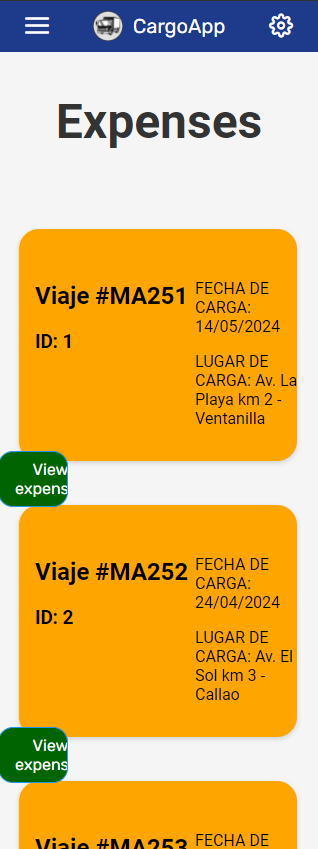 CargoApp
Expenses
Viaje #MA251
ID: 1
FECHA DE
CARGA:
14/05/2024
LUGAR DE
CARGA: Av. La
Playa km 2 -
Ventanilla
View
expens
Viaje #MA252
ID: 2
FECHA DE
CARGA:
24/04/2024
LUGAR DE
CARGA: Av. El
Sol km 3 -
Callao
View
expens
Viaje #MA253
FECHA DE